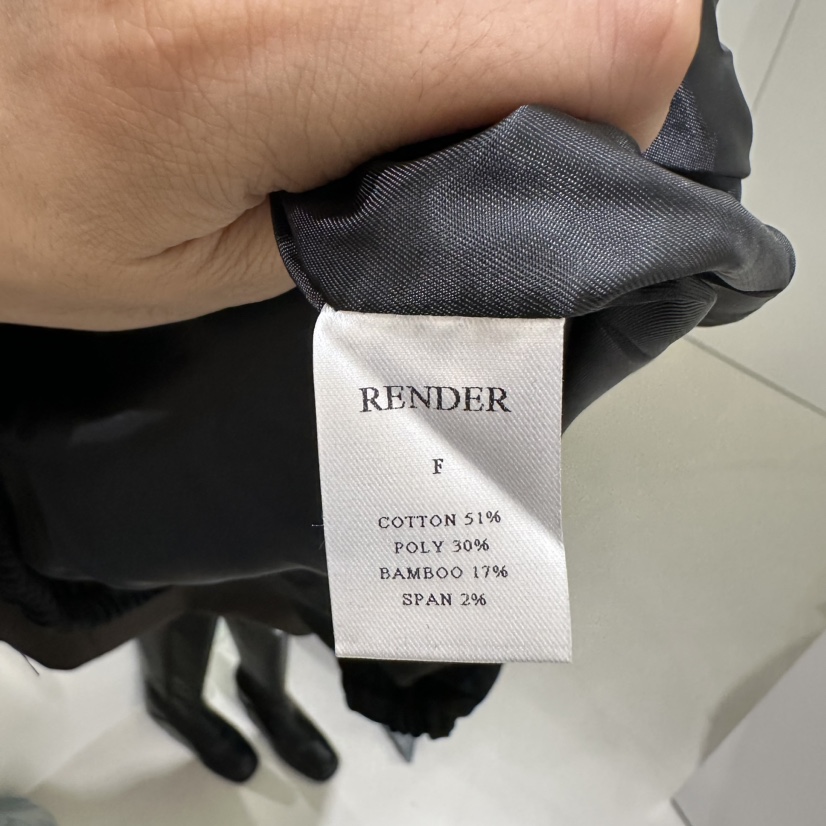 RENDER
F
COTTON 51%
POLY 30%
BAMBOO 17%
SPAN 2%